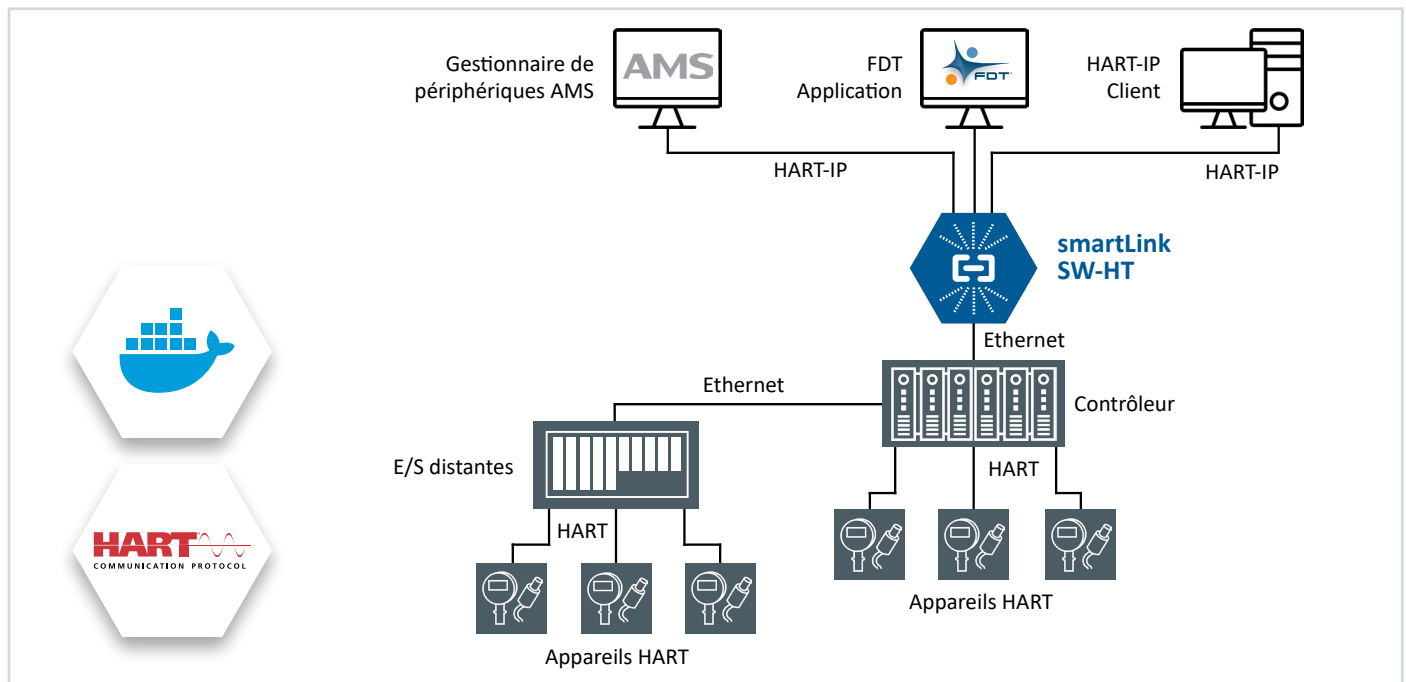 Gestionnaire de
périphériques AMS
AMS
FDT
Application
FDT
HART-IP
Client
HART-IP
HART-IP
smartLink
SW-HT
Ethernet
Ethernet
Contrôleur
E/S distantes
HART
HART
Appareils HART
Appareils HART
HART
COMMUNICATION PROTOCOL